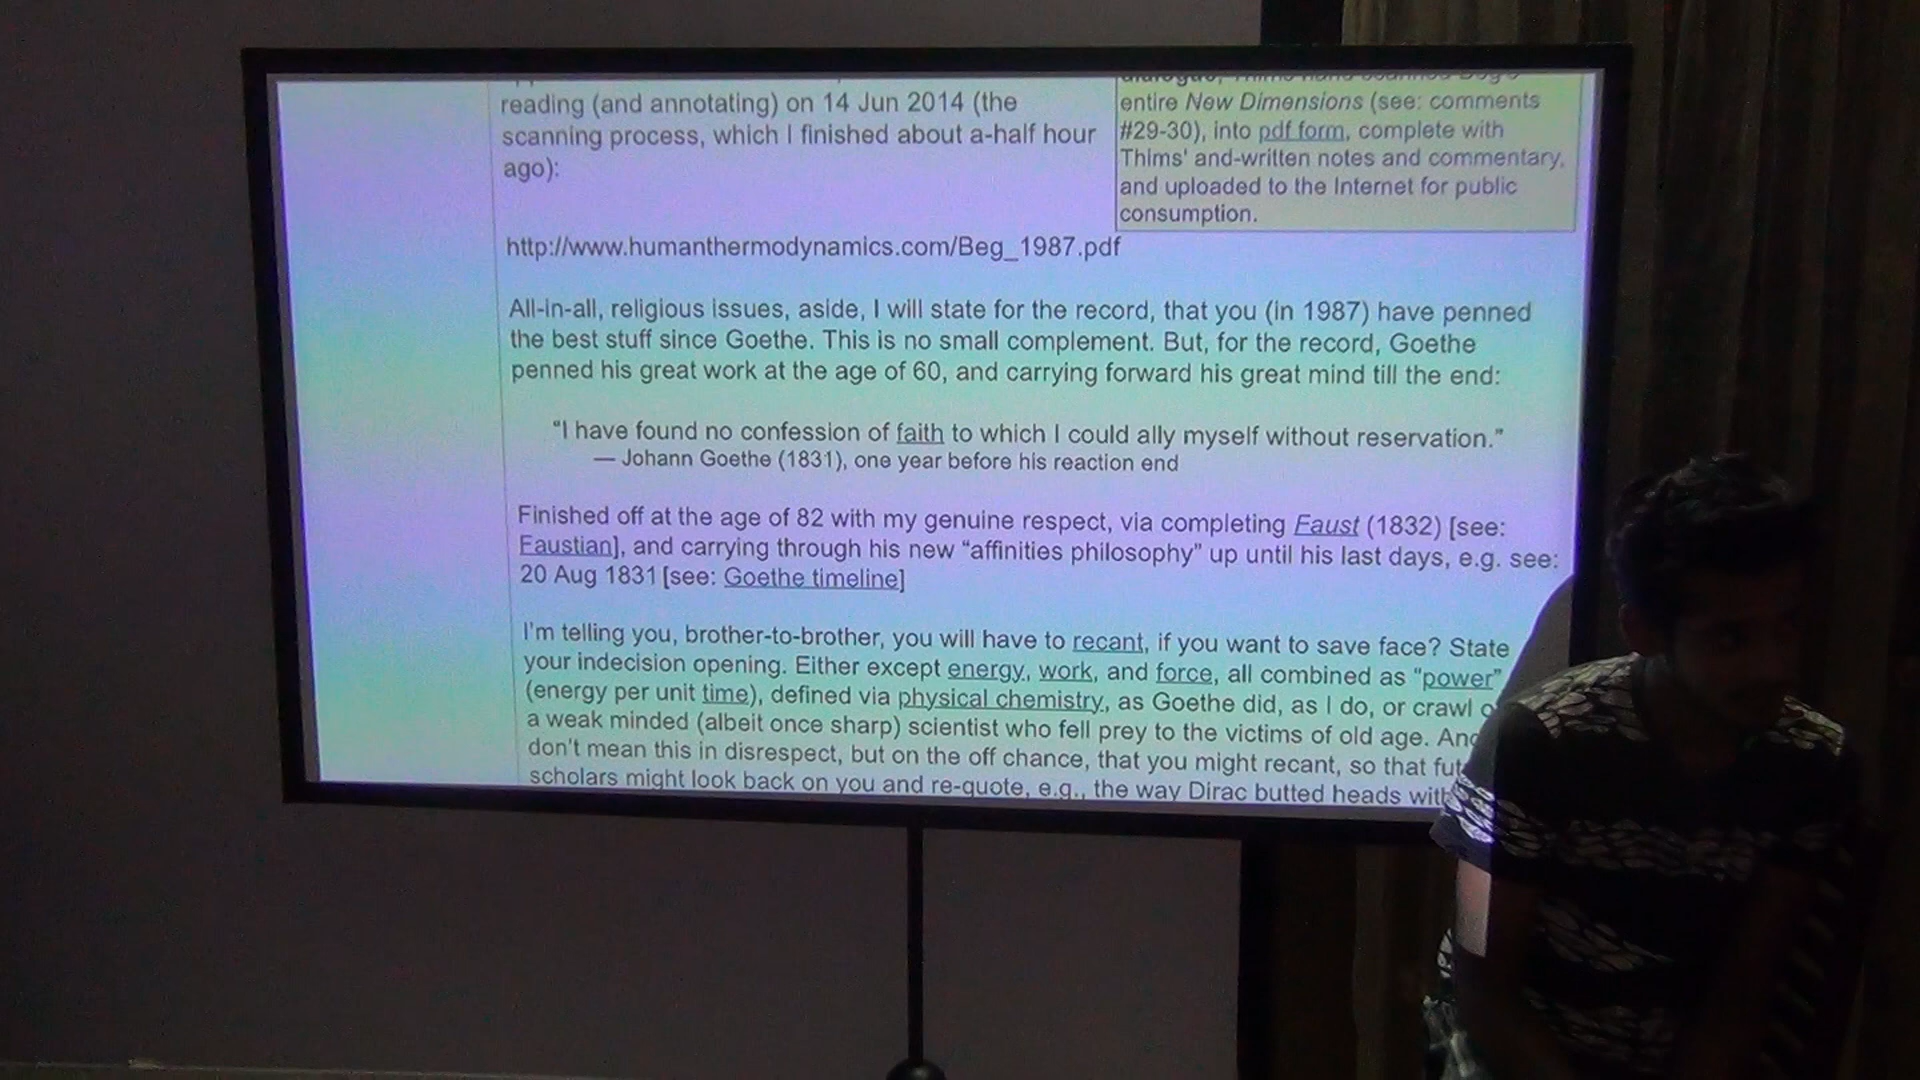 reading (and annotating) on 14 Jun 2014 (the
scanning process, which I finished about a-half hour
ago):
entire New Dimensions (see: comments
#29-30), into pdf form, complete with
Thims' and-written notes and commentary,
and uploaded to the Internet for public
consumption.
http://www.humanthermodynamics.com/Beg_1987.pdf
All-in-all, religious issues, aside, I will state for the record, that you (in 1987) have penned
the best stuff since Goethe. This is no small complement. But, for the record, Goethe
penned his great work at the age of 60, and carrying forward his great mind till the end:
“I have found no confession of faith to which I could ally myself without reservation.”
— Johann Goethe (1831), one year before his reaction end
Finished off at the age of 82 with my genuine respect, via completing Faust (1832) [see:
Faustian], and carrying through his new “affinities philosophy” up until his last days, e.g. see:
20 Aug 1831 [see: Goethe timeline]
I'm telling you, brother-to-brother, you will have to recant, if you want to save face? State
your indecision opening. Either except energy, work, and force, all combined as “power”
(energy per unit time), defined via physical chemistry, as Goethe did, as I do, or crawl
a weak minded (albeit once sharp) scientist who fell prey to the victims of old age. And
don't mean this in disrespect, but on the off chance, that you might recant, so that
scholars might look back on you and re-quote, e.g., the way Dirac butted heads with